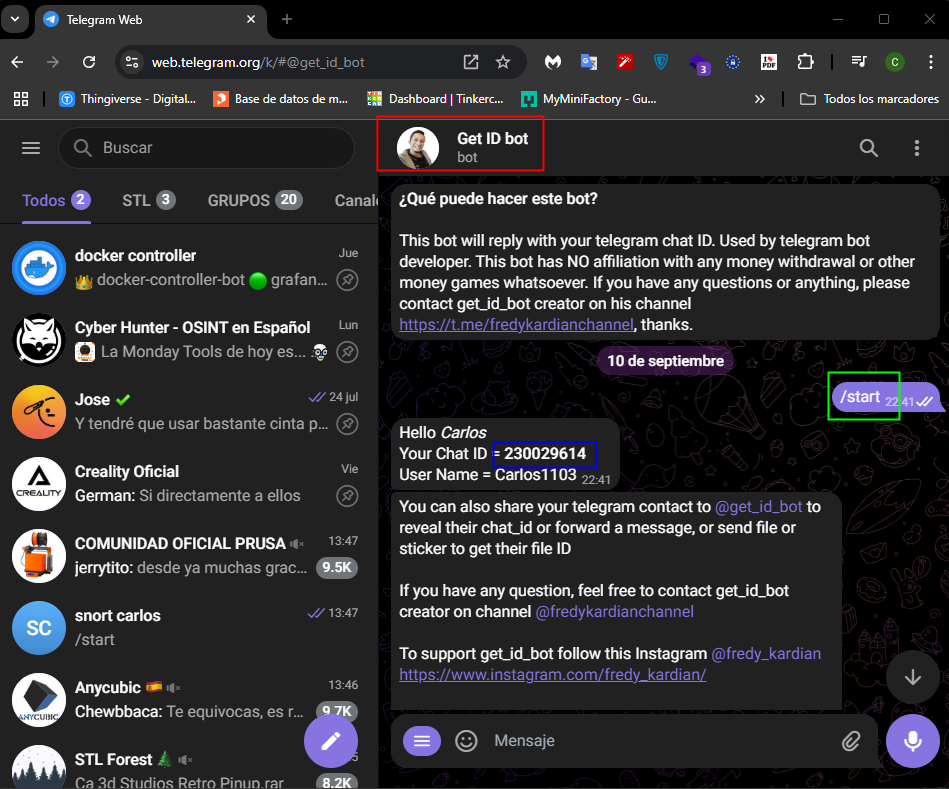 Telegram Web
web.telegram.org/k/#@get_id_bot
3
I PDF
C
Thingiverse - Digital...
Base de datos de m...
Dashboard | Tinkerc...
MyMiniFactory - Gu...
Todos los marcadores
Buscar
Get ID bot
bot
Todos 2
STL 3
GRUPOS 20
Canale
docker controller
Jue
docker-controller-bot grafan...
Cyber Hunter - OSINT en Español
Lun
La Monday Tools de hoy es...
Jose
24 jul
Y tendré que usar bastante cinta p...
CREALITY
Creality Oficial
Vie
German: Si directamente a ellos
COMUNIDAD OFICIAL PRUSA
13:47
jerrytito: desde ya muchas grac...
9.5K
SC
snort carlos
13:47
/start
ANYCUBIC
Anycubic
13:46
Chewbbaca: Te equivocas, es r...
9.7K
STL Forest
5
Ca 3d Studios Retro Pinup.rar
8.2K
¿Qué puede hacer este bot?
This bot will reply with your telegram chat ID. Used by telegram bot
developer. This bot has NO affiliation with any money withdrawal or other
money games whatsoever. If you have any questions or anything, please
contact get_id_bot creator on his channel
https://t.me/fredykardianchannel, thanks.
10 de septiembre
/start 22:41
Hello Carlos
Your Chat ID = 230029614
User Name = Carlos1103 22:41
You can also share your telegram contact to @get_id_bot to
reveal their chat_id or forward a message, or send file or
sticker to get their file ID
If you have any question, feel free to contact get_id_bot
creator on channel @fredykardianchannel
To support get_id_bot follow this Instagram @fredy_kardian
https://www.instagram.com/fredy_kardian/
Mensaje